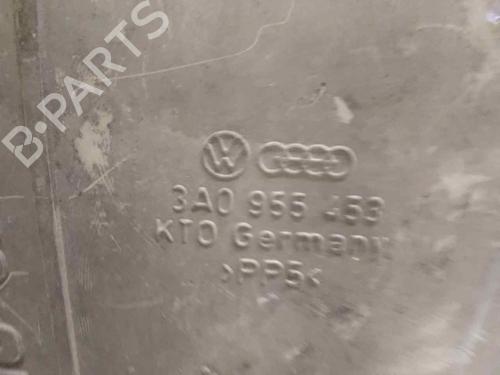 B-PARTS
3A0 955 453
KTO Germany
>PP5<